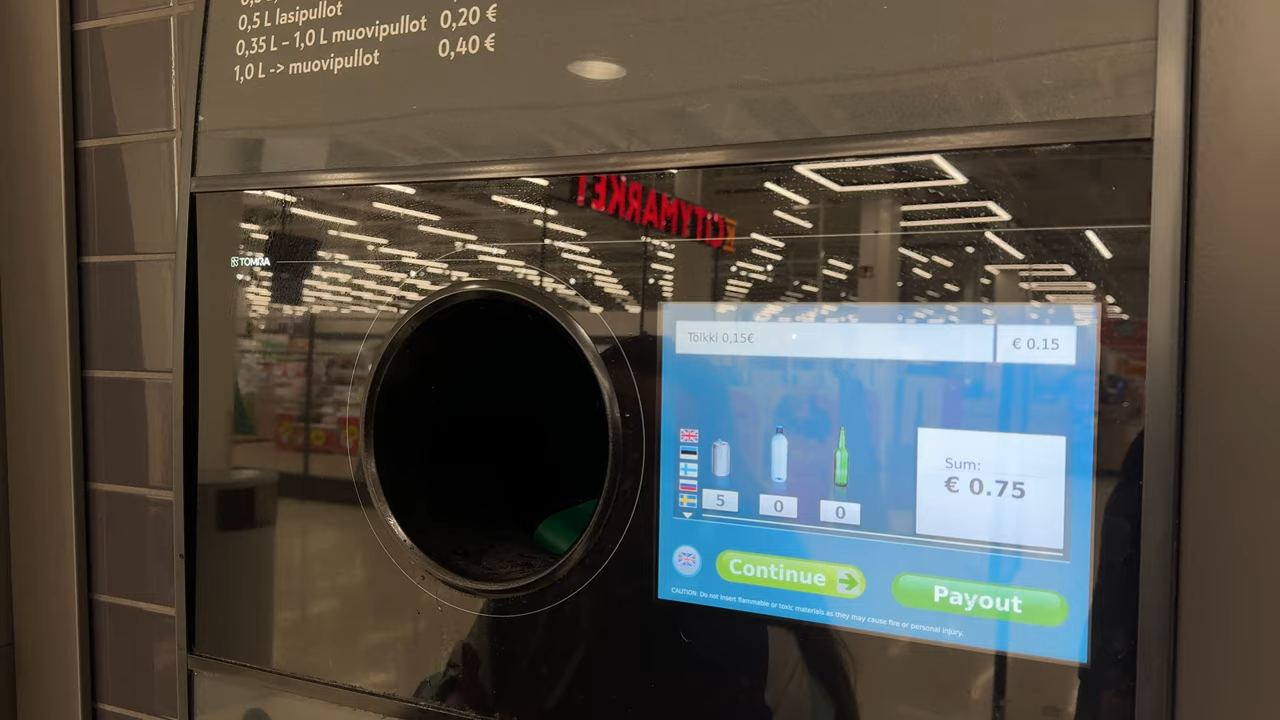 0,5 L lasipullot
0,35 L – 1,0 L muovipullot 0,20 €
1,0 L -> muovipullot 0,40 €
CITYMARKET
TOMRA
Tölkki 0,15€ € 0.15
Sum:
€ 0.75
5 0 0
Continue
Payout
CAUTION: Do not insert flammable or toxic materials as they may cause fire or personal injury.